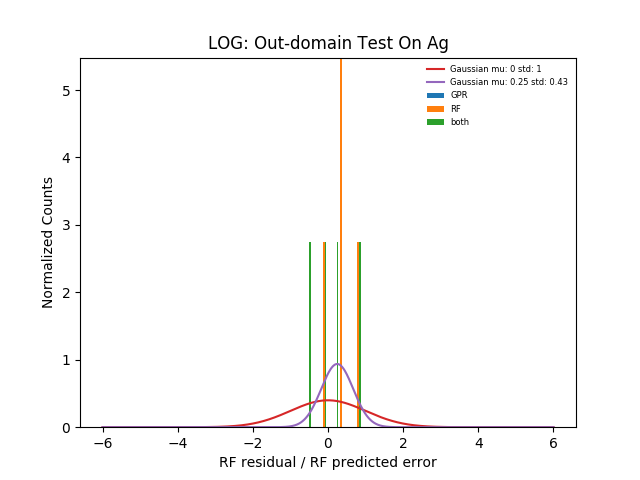 LOG: Out-domain Test On Ag
Gaussian mu: 0 std: 1
Gaussian mu: 0.25 std: 0.43
GPR
RF
both
5
4
3
2
1
0
Normalized Counts
−6 −4 −2 0 2 4 6
RF residual / RF predicted error